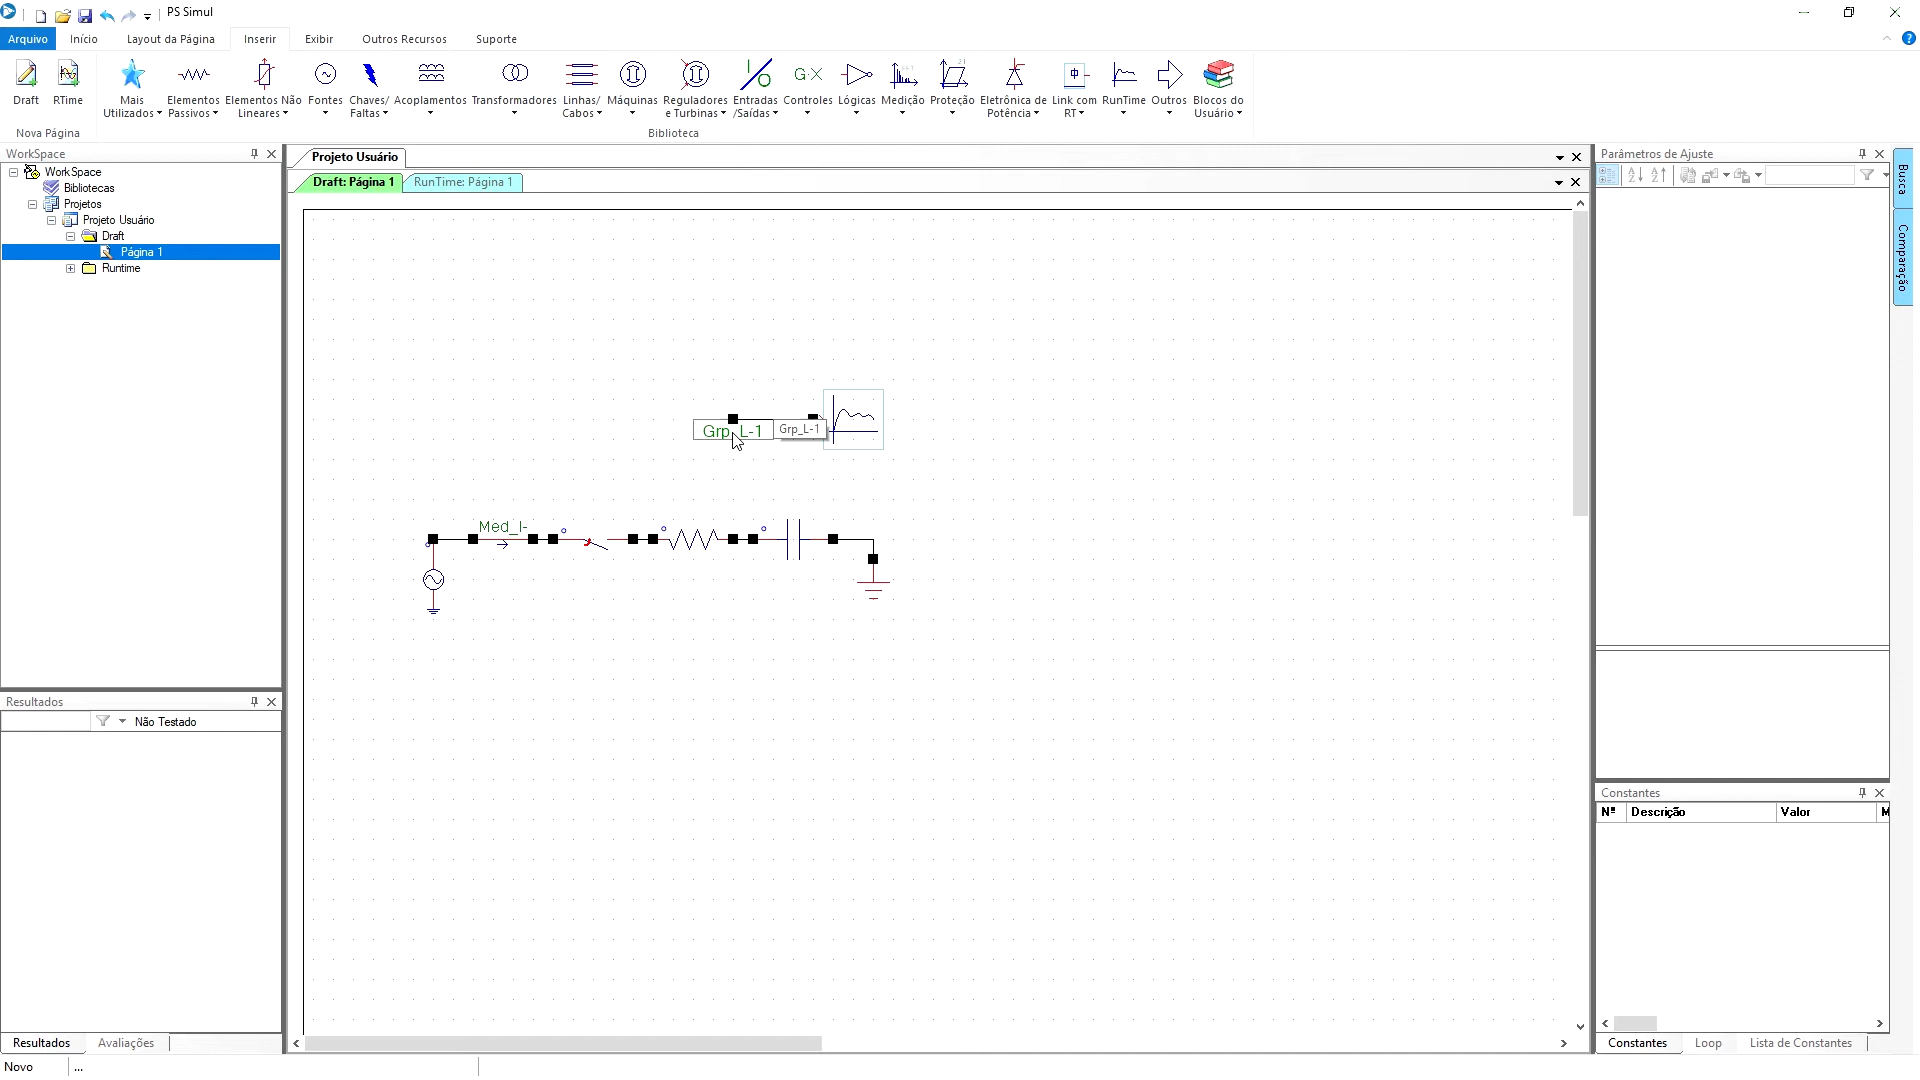 PS Simul
Arquivo Início Layout da Página Inserir Exibir Outros Recursos Suporte
Draft RTime Mais Utilizados Elementos Passivos Elementos Não Lineares Fontes Chaves/ Faltas Acoplamentos Transformadores Linhas/ Cabos Máquinas Reguladores e Turbinas Entradas /Saídas Controles Lógicas Medição Proteção Eletrônica de Potência Link com RT RunTime Outros Blocos do Usuário
Nova Página Biblioteca
WorkSpace
WorkSpace
Bibliotecas
Projetos
Projeto Usuário
Draft
Página 1
Runtime
Projeto Usuário
Draft: Página 1 RunTime: Página 1
Grp_L-1 Grp_L-1
Med_I-
Parâmetros de Ajuste
Busca
Comparação
Resultados
Não Testado
Constantes
Nº Descrição Valor M
Resultados Avaliações
Constantes Loop Lista de Constantes
Novo ...